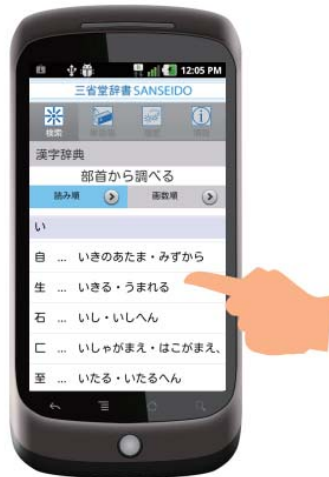 12:05 PM
三省堂辞書 SANSEIDO
検索
漢字辞典
部首から調べる
読み順 画数順
い
自 … いきのあたま・みずから
生 … いきる・うまれる
石 … いし・いしへん
匚 … いしゃがまえ・はこがまえ、
至 … いたる・いたるへん